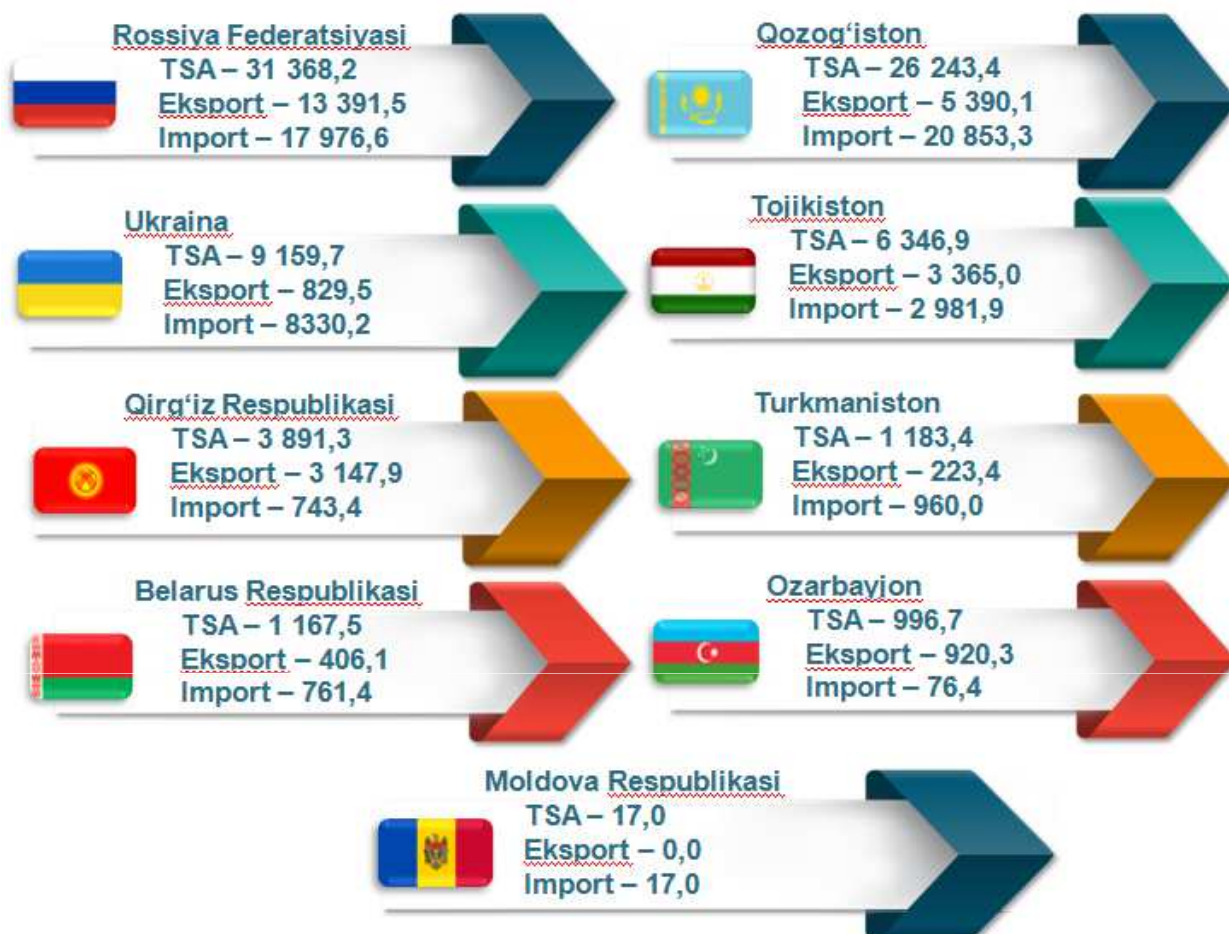 Rossiya Federatsiyasi
TSA – 31 368,2
Eksport – 13 391,5
Import – 17 976,6
Qozog‘iston
TSA – 26 243,4
Eksport – 5 390,1
Import – 20 853,3
Ukraina
TSA – 9 159,7
Eksport – 829,5
Import – 8330,2
Tojikiston
TSA – 6 346,9
Eksport – 3 365,0
Import – 2 981,9
Qirg‘iz Respublikasi
TSA – 3 891,3
Eksport – 3 147,9
Import – 743,4
Turkmaniston
TSA – 1 183,4
Eksport – 223,4
Import – 960,0
Belarus Respublikasi
TSA – 1 167,5
Eksport – 406,1
Import – 761,4
Ozarbayjon
TSA – 996,7
Eksport – 920,3
Import – 76,4
Moldova Respublikasi
TSA – 17,0
Eksport – 0,0
Import – 17,0